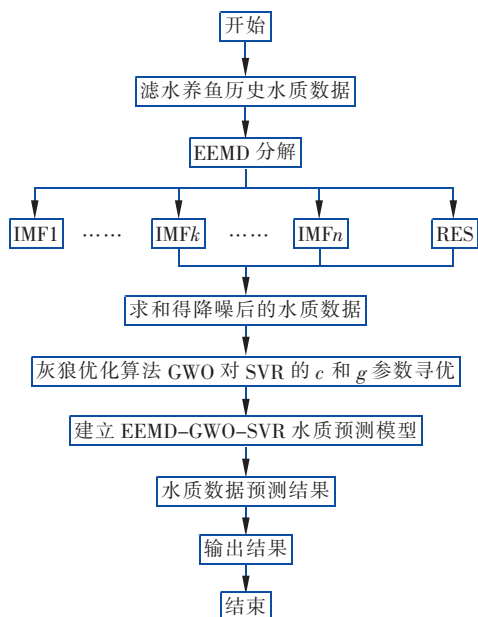 开始
滤水养鱼历史水质数据
EEMD 分解
IMF1 …… IMFk …… IMFn RES
求和得降噪后的水质数据
灰狼优化算法 GWO 对 SVR 的 c 和 g 参数寻优
建立 EEMD-GWO-SVR 水质预测模型
水质数据预测结果
输出结果
结束